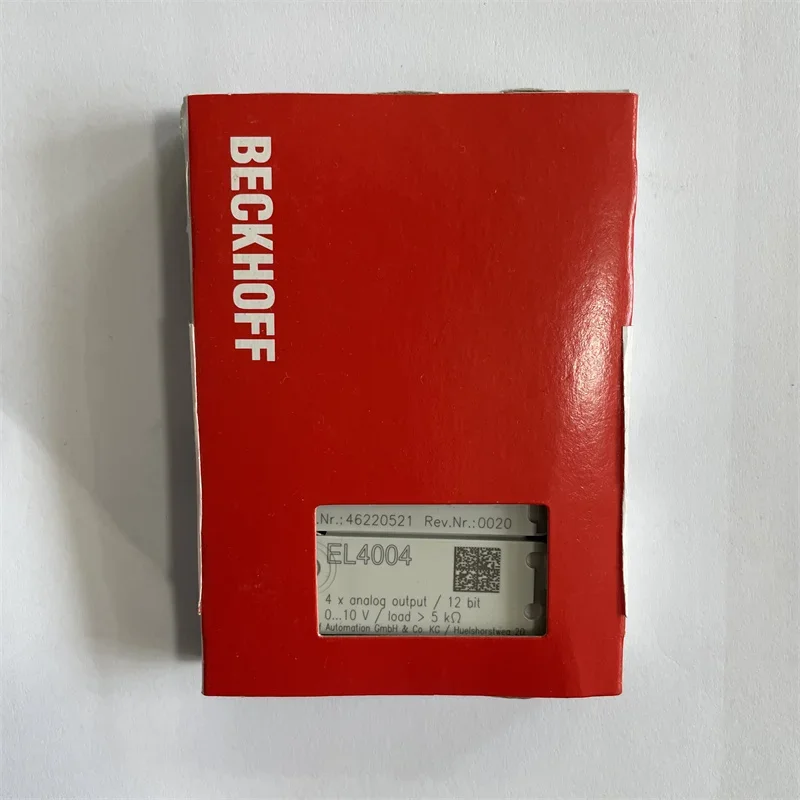 BECKHOFF
.Nr.:46220521 Rev.Nr.:0020
EL4004
4 x analog output / 12 bit
0...10 V / load > 5 kΩ
Automation GmbH & Co. KG / Huelshorstweg 20